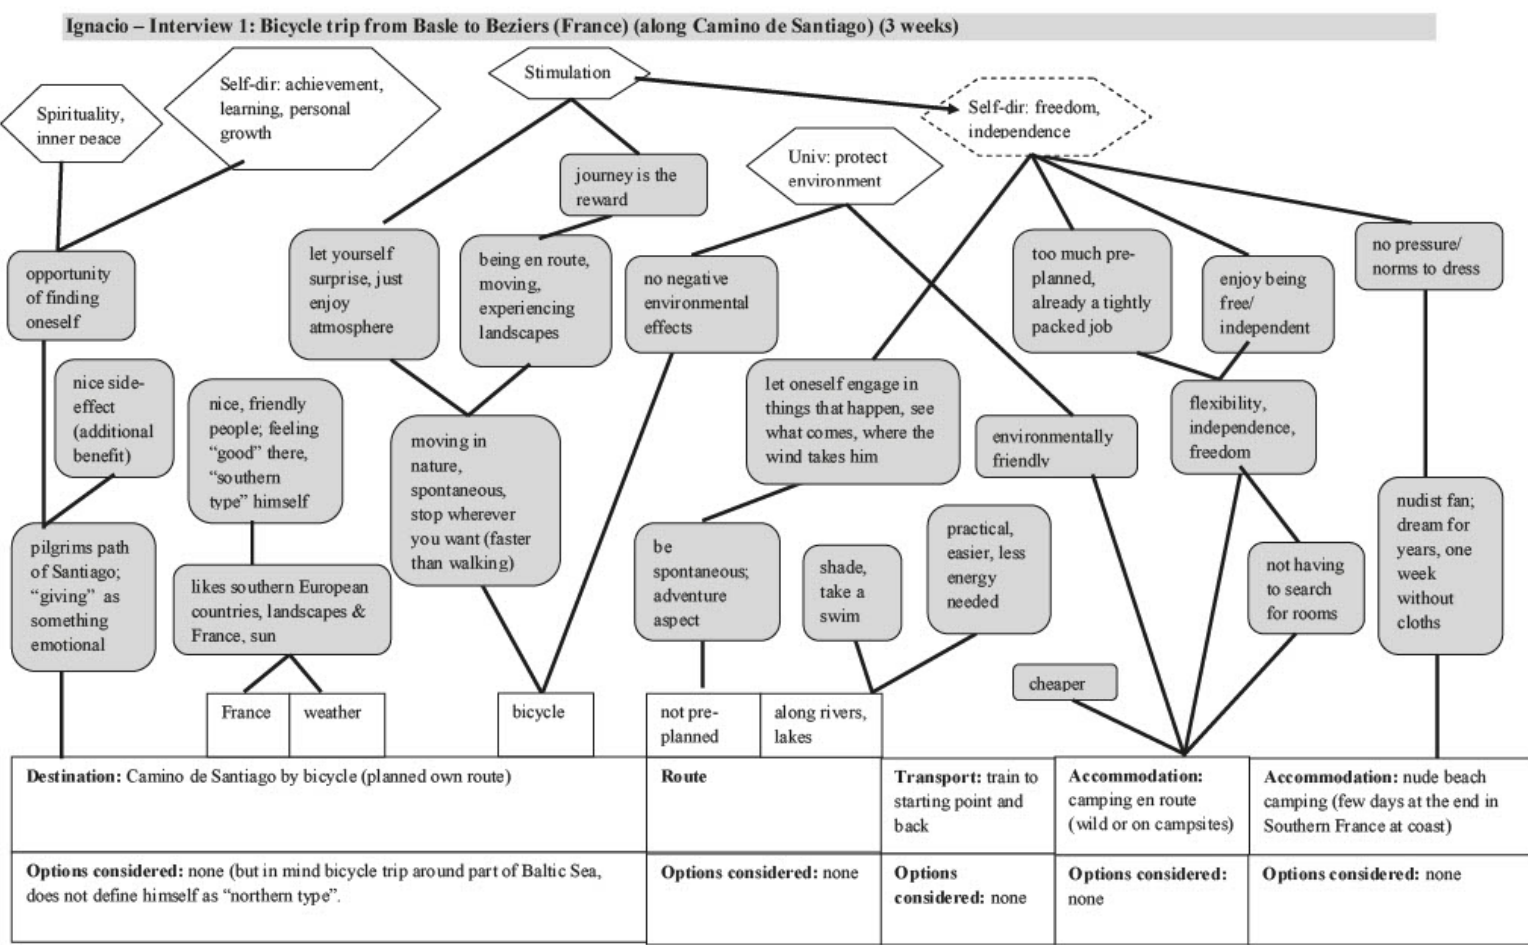 Ignacio – Interview 1: Bicycle trip from Basle to Beziers (France) (along Camino de Santiago) (3 weeks)
Spirituality,
inner peace
Self-dir: achievement,
learning, personal
growth
Stimulation
Self-dir: freedom,
independence
Univ: protect
environment
journey is the
reward
opportunity
of finding
oneself
let yourself
surprise, just
enjoy
atmosphere
being en route,
moving,
experiencing
landscapes
no negative
environmental
effects
too much pre-
planned,
already a tightly
packed job
enjoy being
free/
independent
no pressure/
norms to dress
nice side-
effect
(additional
benefit)
nice, friendly
people; feeling
“good” there,
“southern
type” himself
moving in
nature,
spontaneous,
stop wherever
you want (faster
than walking)
let oneself engage in
things that happen, see
what comes, where the
wind takes him
environmentally
friendly
flexibility,
independence,
freedom
nudist fan;
dream for
years, one
week
without
cloths
pilgrims path
of Santiago;
“giving” as
something
emotional
likes southern European
countries, landscapes &
France, sun
be
spontaneous;
adventure
aspect
shade,
take a
swim
practical,
easier, less
energy
needed
not having
to search
for rooms
cheaper
France
weather
bicycle
not pre-
planned
along rivers,
lakes
Destination: Camino de Santiago by bicycle (planned own route)
Route
Transport: train to
starting point and
back
Accommodation:
camping en route
(wild or on campsites)
Accommodation: nude beach
camping (few days at the end in
Southern France at coast)
Options considered: none (but in mind bicycle trip around part of Baltic Sea,
does not define himself as “northern type”.
Options considered: none
Options
considered: none
Options considered:
none
Options considered: none